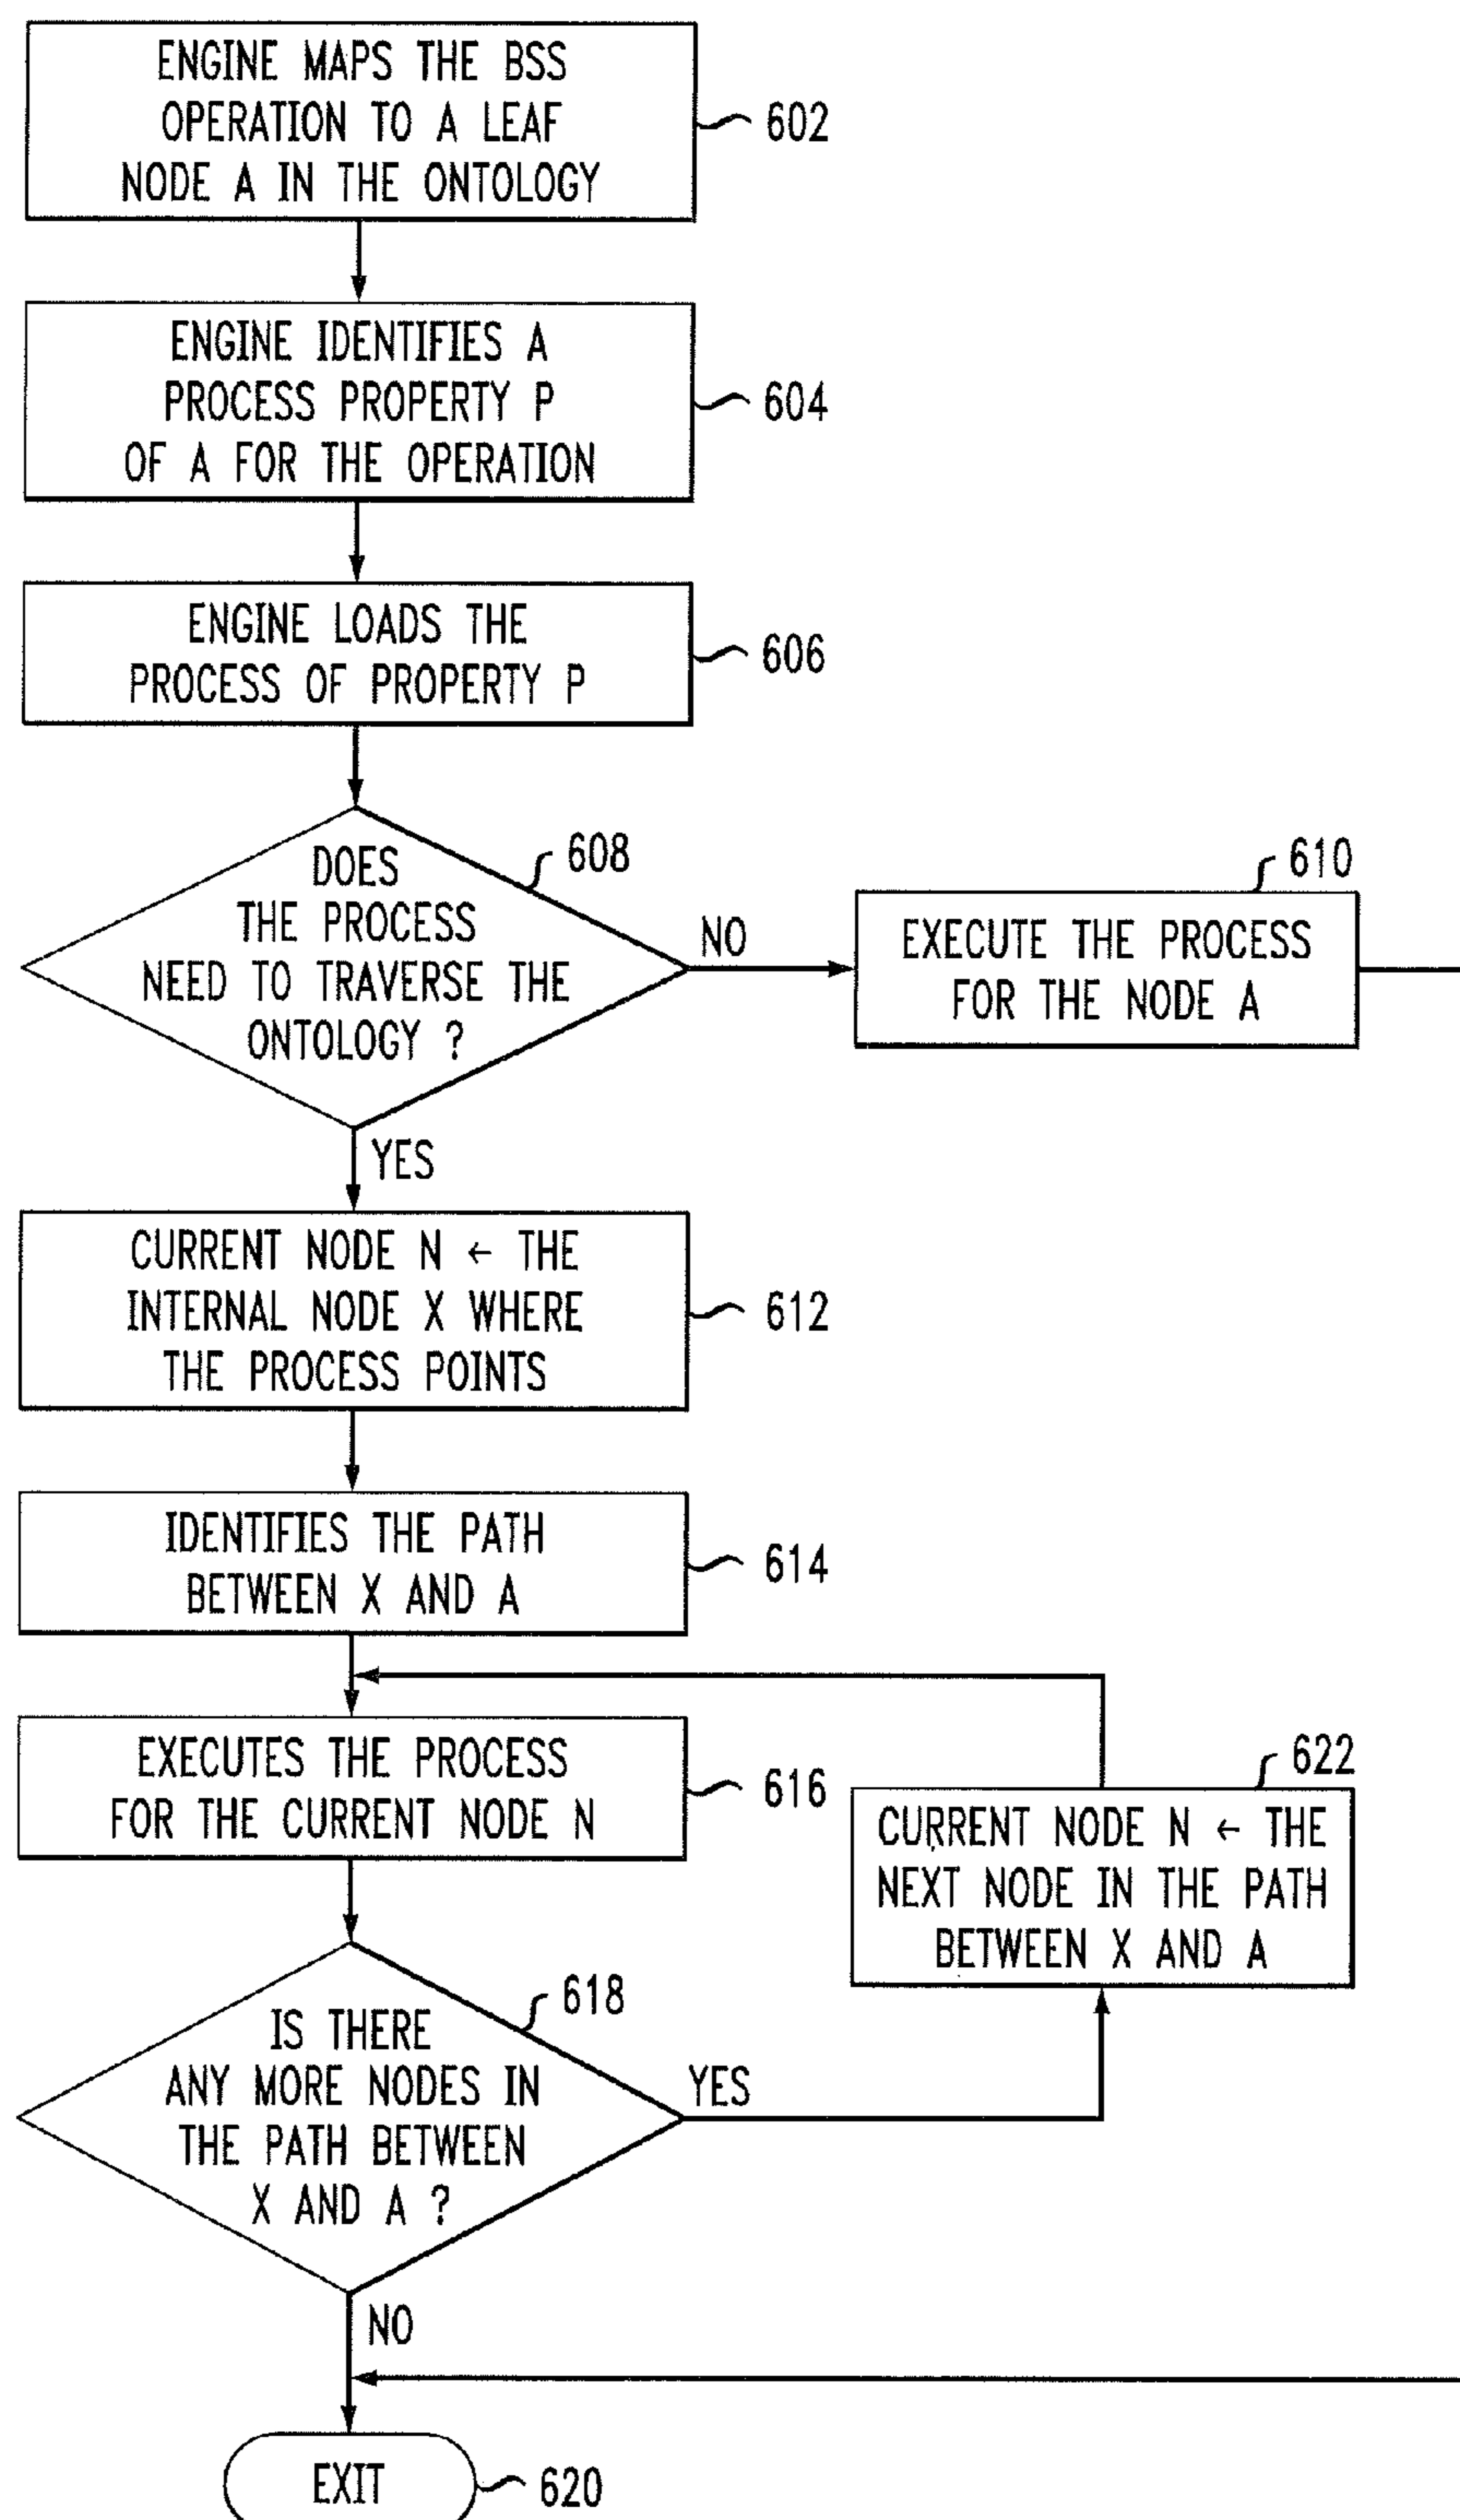 ENGINE MAPS THE BSS
OPERATION TO A LEAF
NODE A IN THE ONTOLOGY
602
ENGINE IDENTIFIES A
PROCESS PROPERTY P
OF A FOR THE OPERATION
604
ENGINE LOADS THE
PROCESS OF PROPERTY P
606
DOES
THE PROCESS
NEED TO TRAVERSE THE
ONTOLOGY ?
608
NO
610
EXECUTE THE PROCESS
FOR THE NODE A
YES
CURRENT NODE N ← THE
INTERNAL NODE X WHERE
THE PROCESS POINTS
612
IDENTIFIES THE PATH
BETWEEN X AND A
614
EXECUTES THE PROCESS
FOR THE CURRENT NODE N
616
622
CURRENT NODE N ← THE
NEXT NODE IN THE PATH
BETWEEN X AND A
IS THERE
ANY MORE NODES IN
THE PATH BETWEEN
X AND A ?
618
YES
NO
EXIT
620